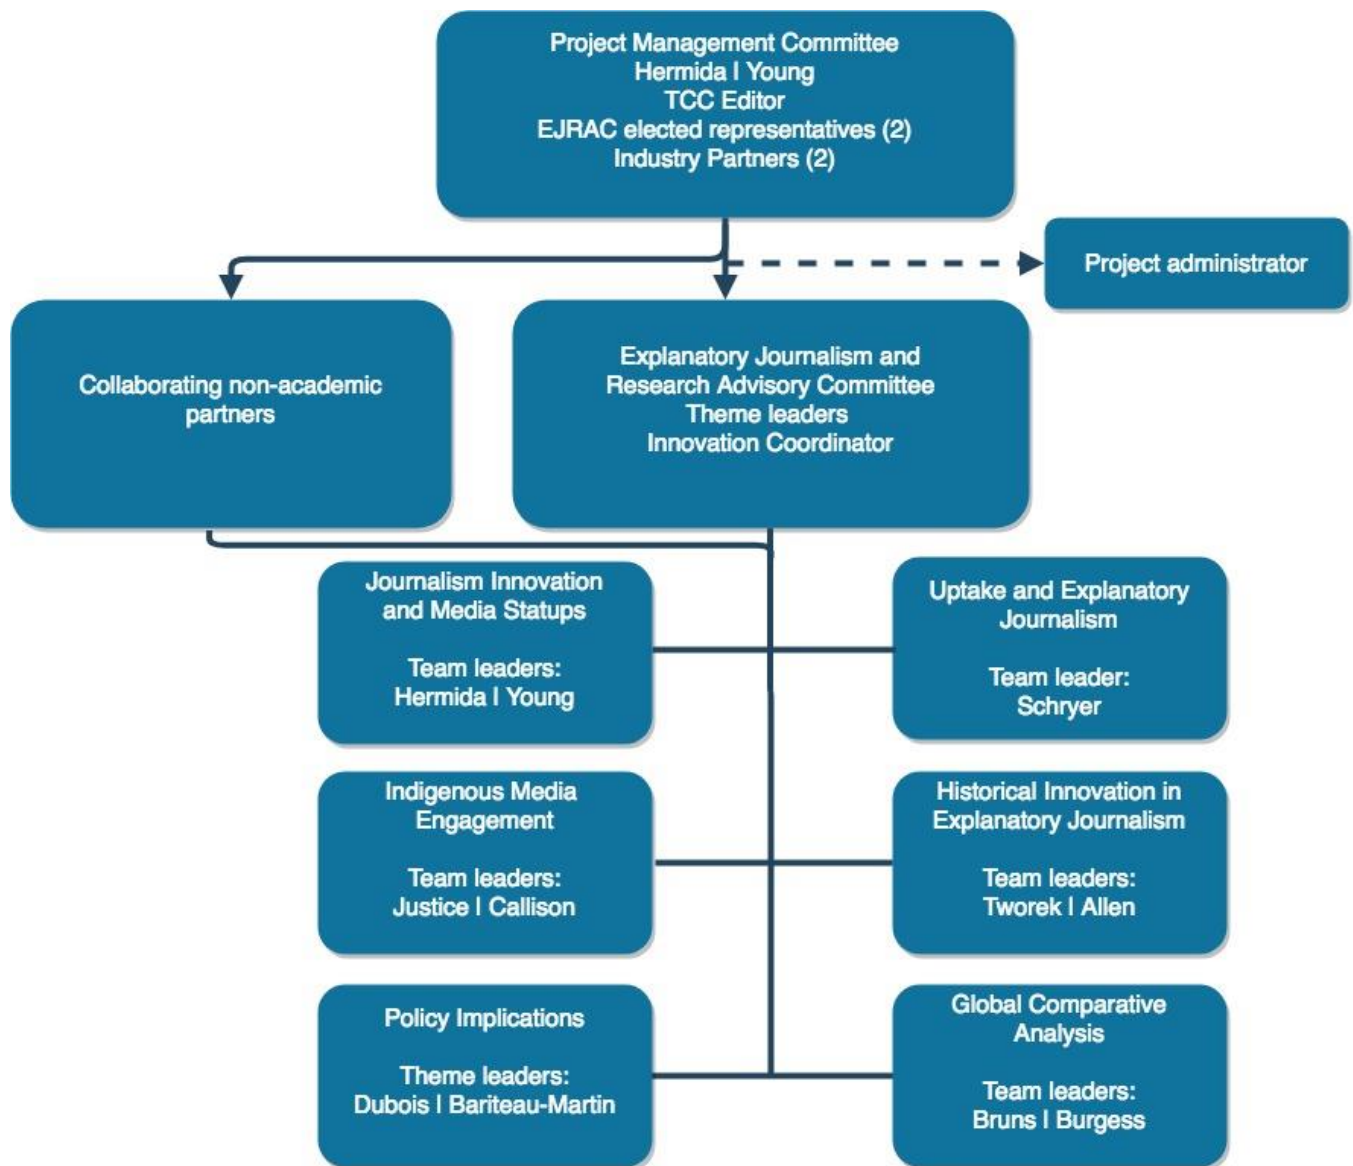 Project Management Committee
Hermida | Young
TCC Editor
EJRAC elected representatives (2)
Industry Partners (2)
Project administrator
Collaborating non-academic
partners
Explanatory Journalism and
Research Advisory Committee
Theme leaders
Innovation Coordinator
Journalism Innovation
and Media Statups
Team leaders:
Hermida | Young
Uptake and Explanatory
Journalism
Team leader:
Schryer
Indigenous Media
Engagement
Team leaders:
Justice | Callison
Historical Innovation in
Explanatory Journalism
Team leaders:
Tworek | Allen
Policy Implications
Theme leaders:
Dubois | Bariteau-Martin
Global Comparative
Analysis
Team leaders:
Bruns | Burgess